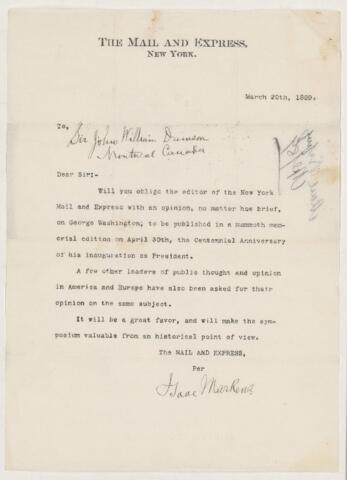 THE MAIL AND EXPRESS,
NEW YORK.
March 20th, 1889.
To,
Sir John William Dawson
Montreal Canada
Dear Sir:-
Will you oblige the editor of the New York
Mail and Express with an opinion, no matter how brief,
on George Washington; to be published in a mammoth mem-
orial edition on April 30th, the Centennial Anniversary
of his inauguration as President.
A few other leaders of public thought and opinion
in America and Europe have also been asked for their
opinion on the same subject.
It will be a great favor, and will make the sym-
posium valuable from an historical point of view.
The MAIL AND EXPRESS,
Per
Isaac Markens